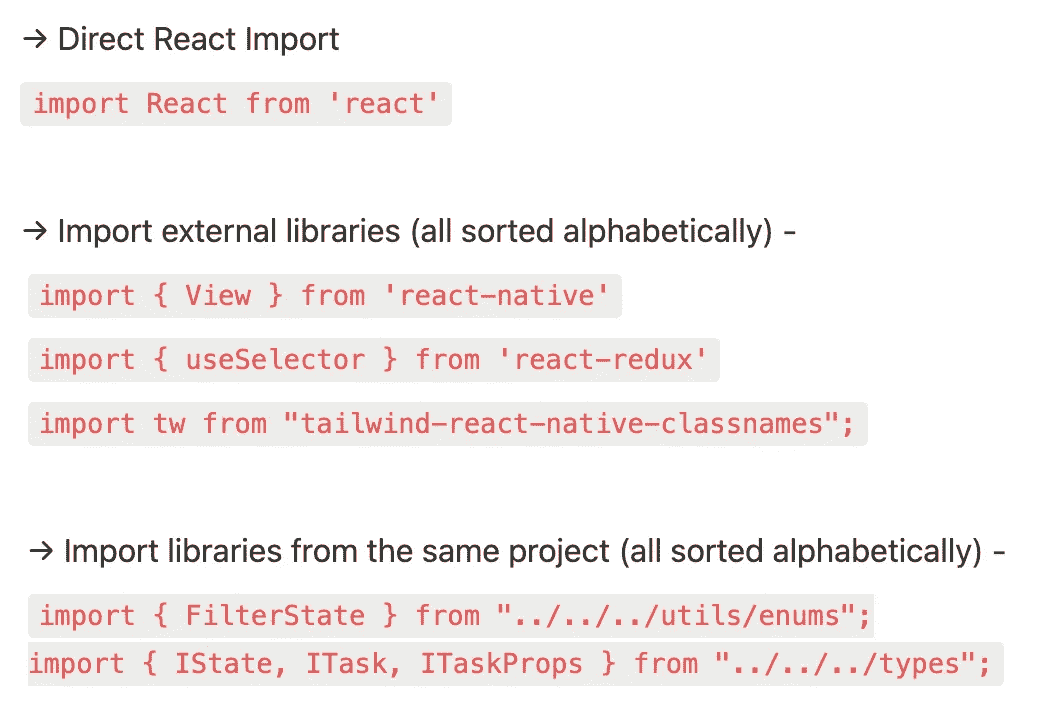 → Direct React Import
import React from 'react'
→ Import external libraries (all sorted alphabetically) -
import { View } from 'react-native'
import { useSelector } from 'react-redux'
import tw from "tailwind-react-native-classnames";
→ Import libraries from the same project (all sorted alphabetically) -
import { FilterState } from "../../../utils/enums";
import { IState, ITask, ITaskProps } from "../../../types";